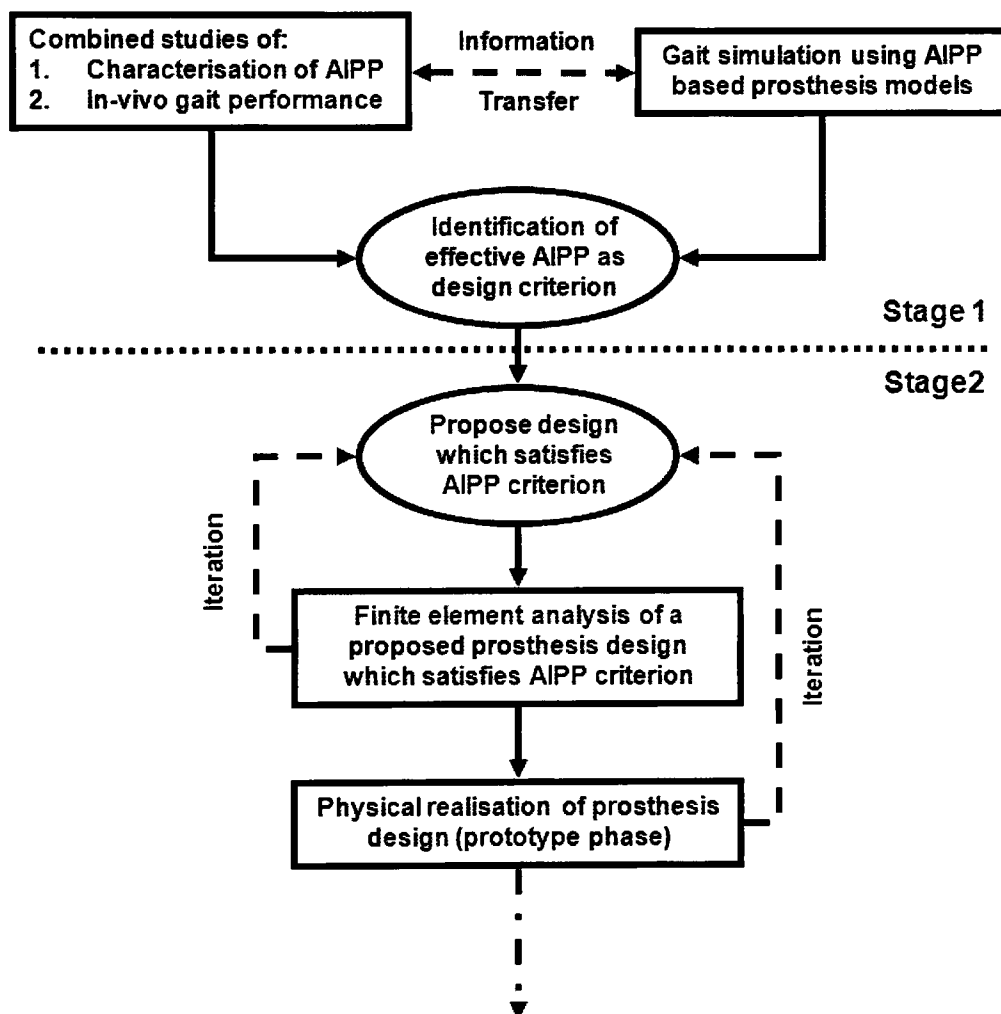 Combined studies of:
1. Characterisation of AIPP
2. In-vivo gait performance
Information
Transfer
Gait simulation using AIPP
based prosthesis models
Identification of
effective AIPP as
design criterion
Stage 1
Stage2
Propose design
which satisfies
AIPP criterion
Iteration
Finite element analysis of a
proposed prosthesis design
which satisfies AIPP criterion
Iteration
Physical realisation of prosthesis
design (prototype phase)